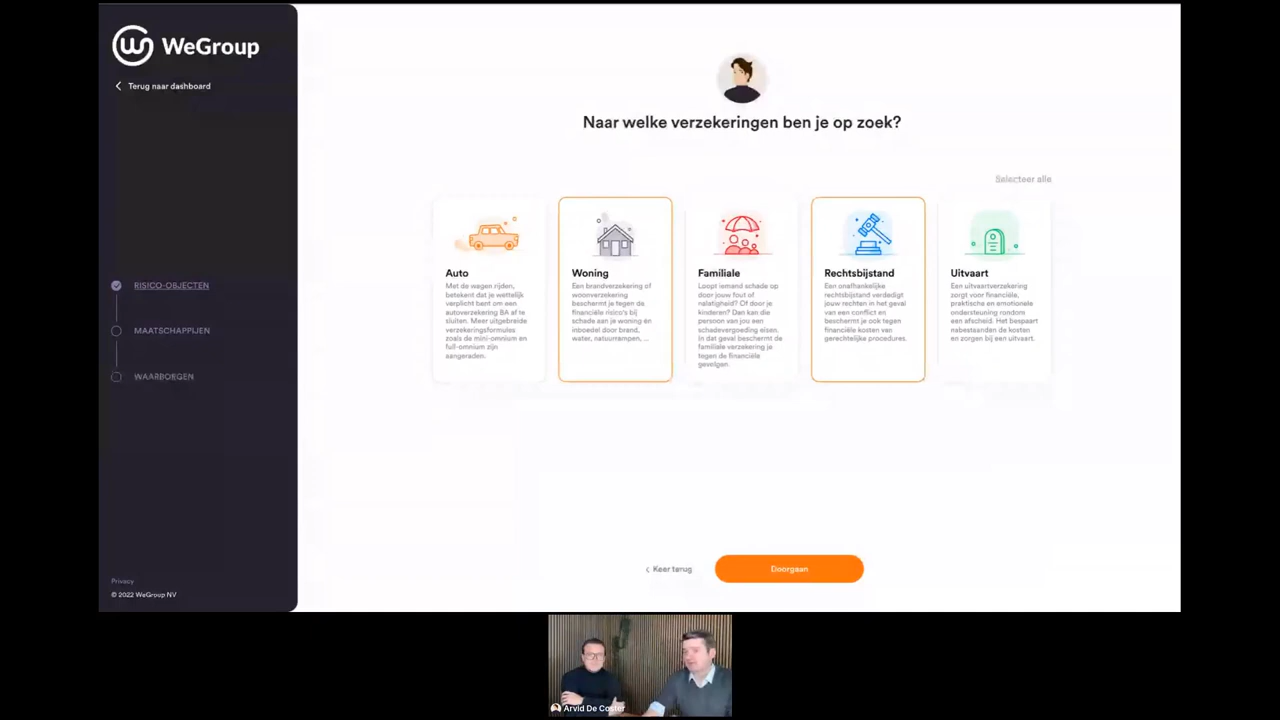 WeGroup
Terug naar dashboard
Naar welke verzekeringen ben je op zoek?
Selecteer alle
Auto
Met de wagen rijden,
betekent dat je wettelijk
verplicht bent om een
autoverzekering BA af te
sluiten. Meer uitgebreide
verzekeringsformules
zoals de mini-omnium en
full-omnium zijn
aangeraden.
Woning
Een brandverzekering of
woonverzekering
beschermt je tegen de
financiële risico's bij
schade aan je woning en
inboedel door brand,
water, natuurrampen, ...
Familiale
Loopt iemand schade op
door jouw fout of
nalatigheid? Of door je
kinderen? Dan kan die
persoon van jou een
schadevergoeding eisen.
In dat geval beschermt de
familiale verzekering je
tegen de financiële
gevolgen.
Rechtsbijstand
Een onafhankelijke
rechtsbijstand verdedigt
jouw rechten in het geval
van een conflict en
beschermt je ook tegen
financiële kosten van
gerechtelijke procedures.
Uitvaart
Een uitvaartverzekering
zorgt voor financiële,
praktische en emotionele
ondersteuning rondom
een afscheid. Het bespaart
nabestaanden de kosten
en zorgen bij een uitvaart.
RISICO-OBJECTEN
MAATSCHAPPIJEN
WAARBORGEN
Keer terug
Doorgaan
Privacy
© 2022 WeGroup NV
Arvid De Coster